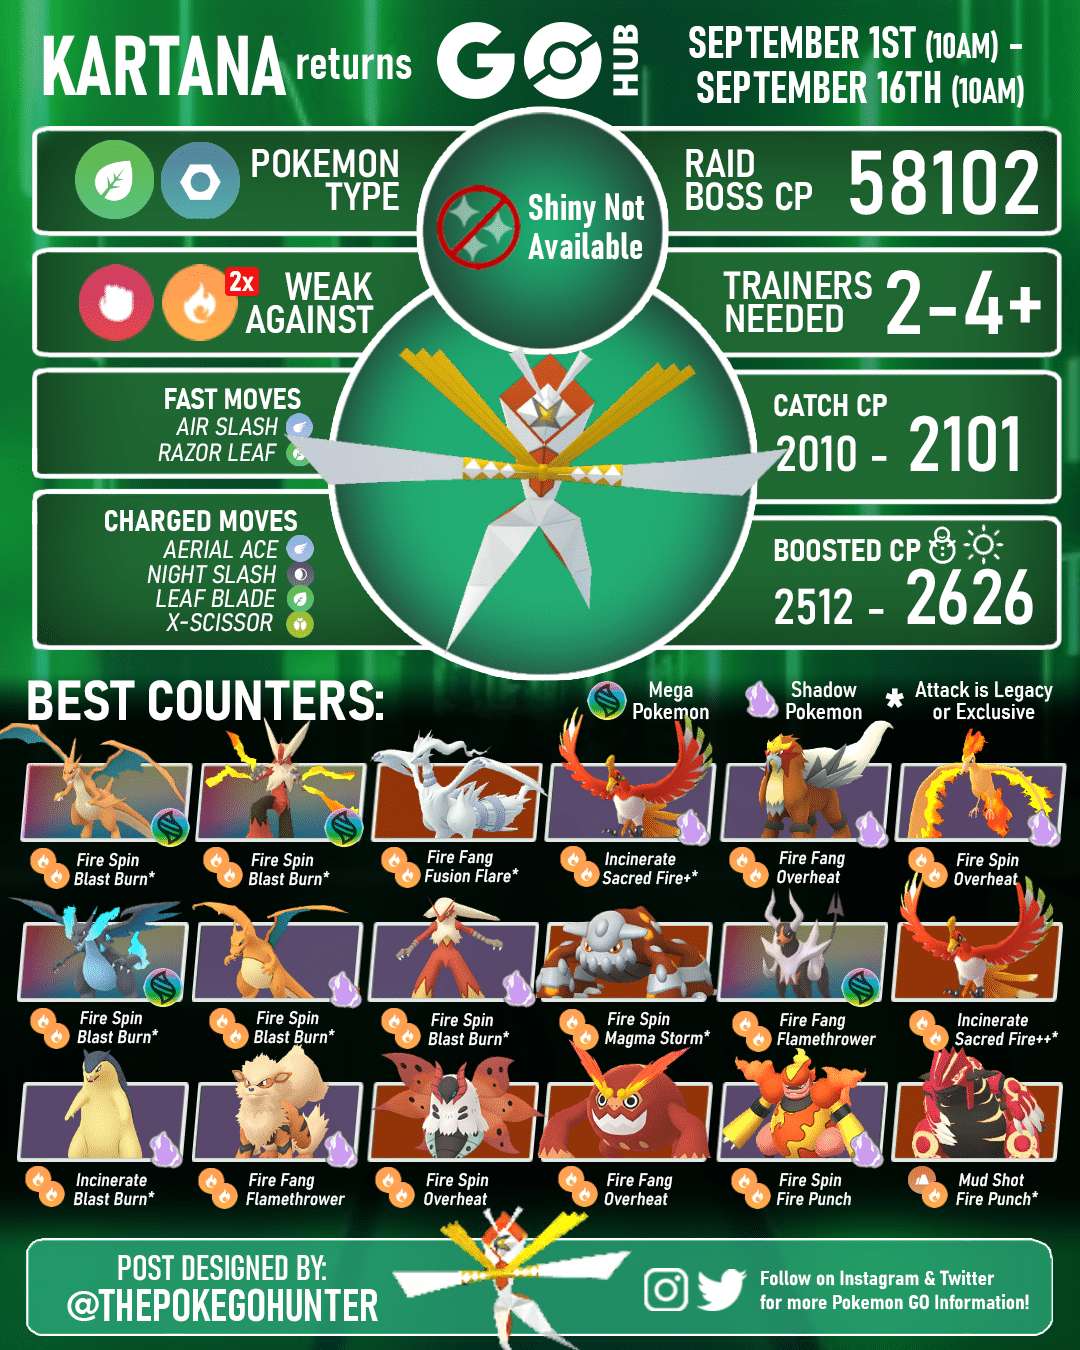 KARTANA returns
GO HUB
SEPTEMBER 1ST (10AM) -
SEPTEMBER 16TH (10AM)
POKEMON
TYPE
Shiny Not
Available
RAID
BOSS CP
58102
2x
WEAK
AGAINST
TRAINERS
NEEDED
2-4+
FAST MOVES
AIR SLASH
RAZOR LEAF
CATCH CP
2010 - 2101
CHARGED MOVES
AERIAL ACE
NIGHT SLASH
LEAF BLADE
X-SCISSOR
BOOSTED CP
2512 - 2626
BEST COUNTERS:
Mega
Pokemon
Shadow
Pokemon
* Attack is Legacy
or Exclusive
Fire Spin
Blast Burn*
Fire Spin
Blast Burn*
Fire Fang
Fusion Flare*
Incinerate
Sacred Fire+*
Fire Fang
Overheat
Fire Spin
Overheat
Fire Spin
Blast Burn*
Fire Spin
Blast Burn*
Fire Spin
Blast Burn*
Fire Spin
Magma Storm*
Fire Fang
Flamethrower
Incinerate
Sacred Fire++*
Incinerate
Blast Burn*
Fire Fang
Flamethrower
Fire Spin
Overheat
Fire Fang
Overheat
Fire Spin
Fire Punch
Mud Shot
Fire Punch*
POST DESIGNED BY:
@THEPOKEGOHUNTER
Follow on Instagram & Twitter
for more Pokemon GO Information!